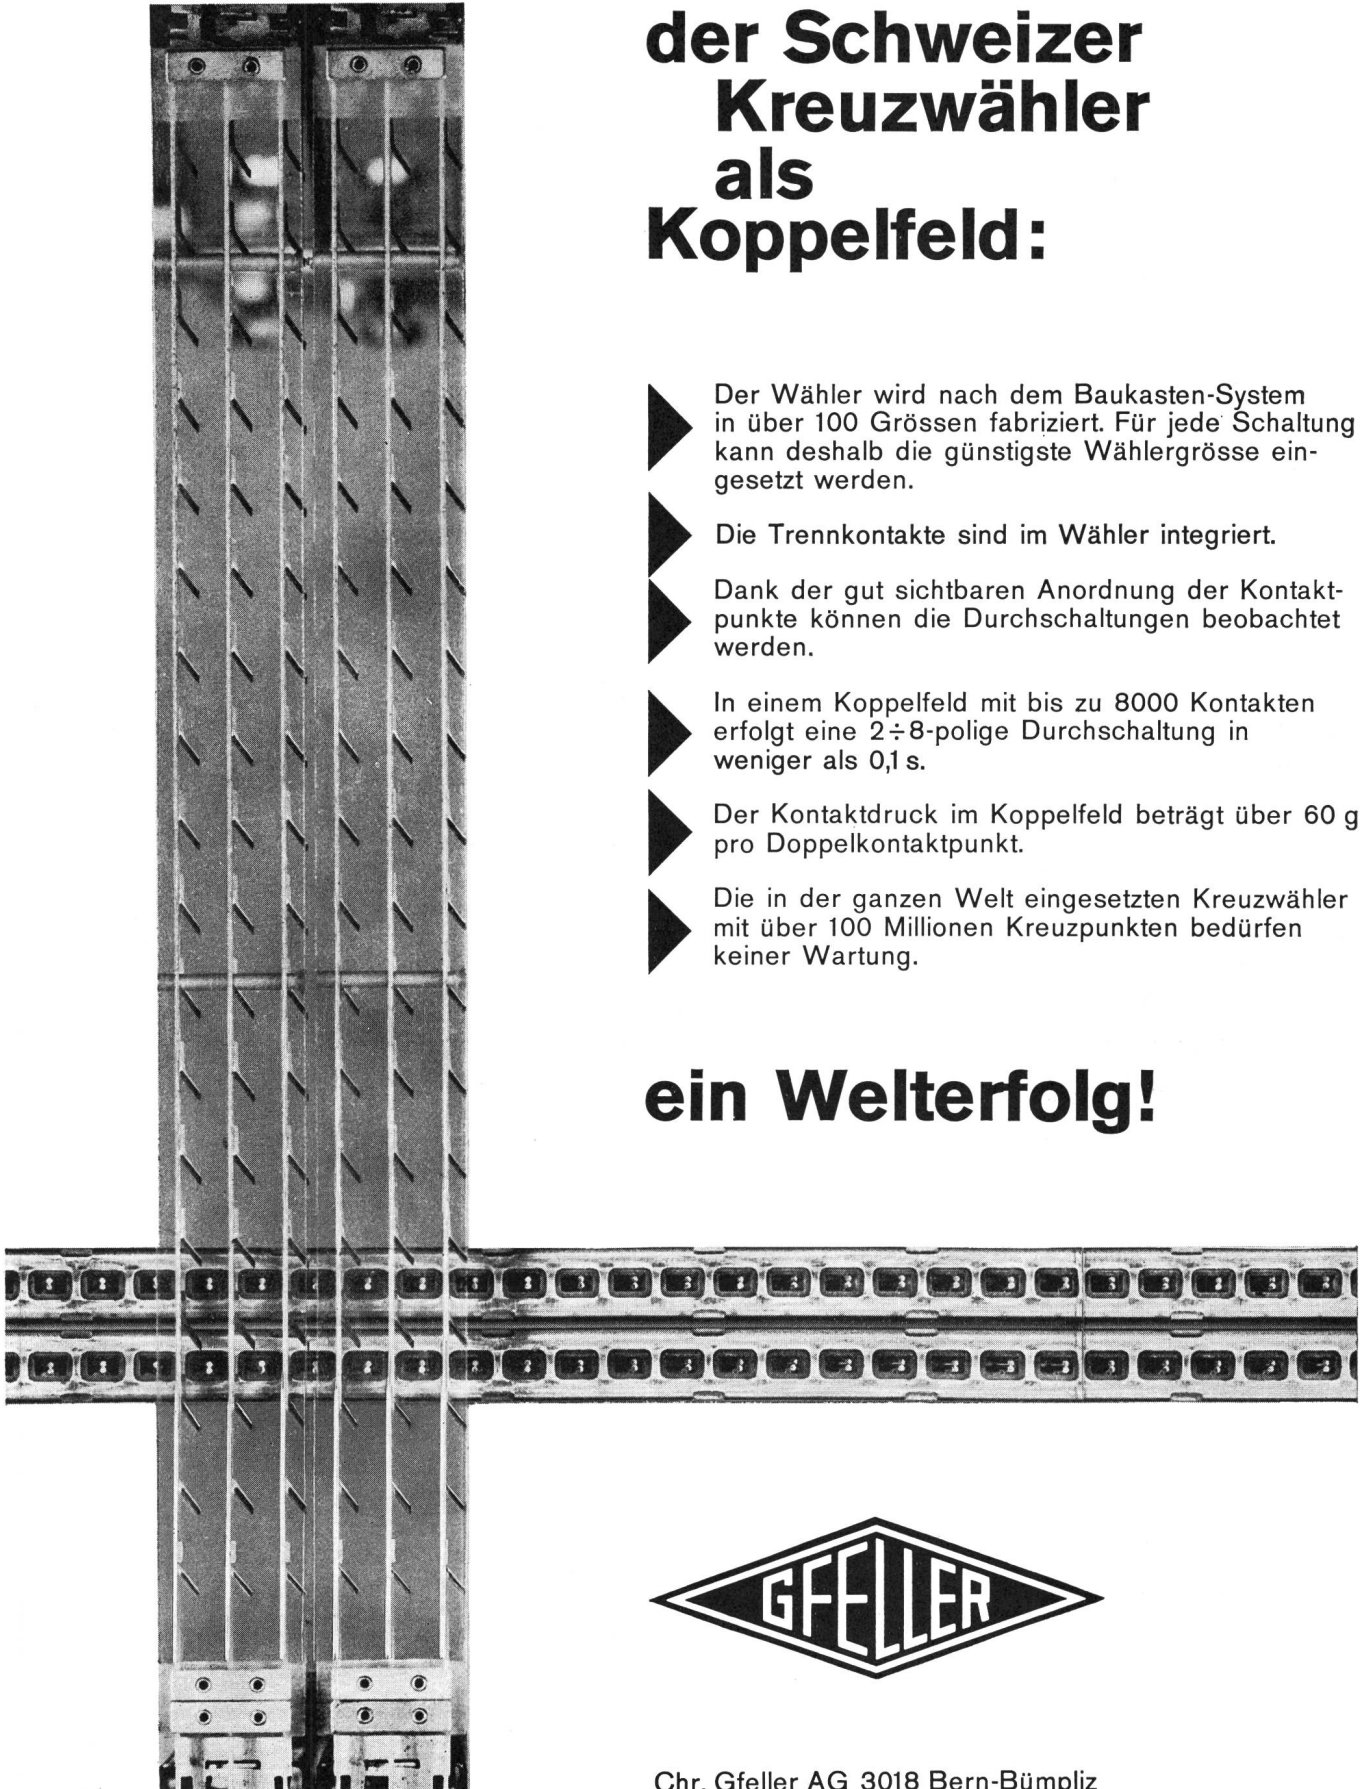 der Schweizer
Kreuzwähler
als
Koppelfeld:
Der Wähler wird nach dem Baukasten-System
in über 100 Grössen fabriziert. Für jede Schaltung
kann deshalb die günstigste Wählergrösse ein-
gesetzt werden.
Die Trennkontakte sind im Wähler integriert.
Dank der gut sichtbaren Anordnung der Kontakt-
punkte können die Durchschaltungen beobachtet
werden.
In einem Koppelfeld mit bis zu 8000 Kontakten
erfolgt eine 2÷8-polige Durchschaltung in
weniger als 0,1 s.
Der Kontaktdruck im Koppelfeld beträgt über 60 g
pro Doppelkontaktpunkt.
Die in der ganzen Welt eingesetzten Kreuzwähler
mit über 100 Millionen Kreuzpunkten bedürfen
keiner Wartung.
ein Welterfolg!
GFELLER
Chr. Gfeller AG 3018 Bern-Bümpliz